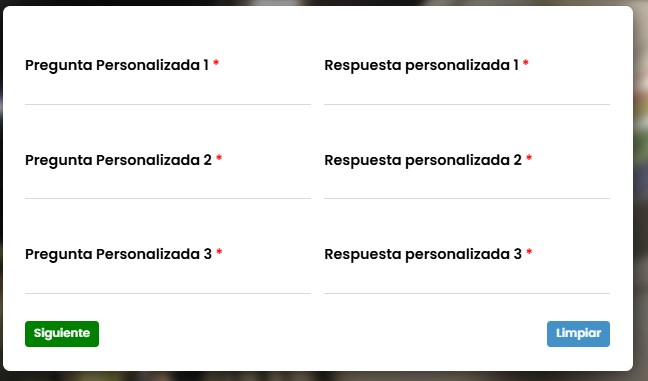 Pregunta Personalizada 1 *
Respuesta personalizada 1 *
Pregunta Personalizada 2 *
Respuesta personalizada 2 *
Pregunta Personalizada 3 *
Respuesta personalizada 3 *
Siguiente
Limpiar